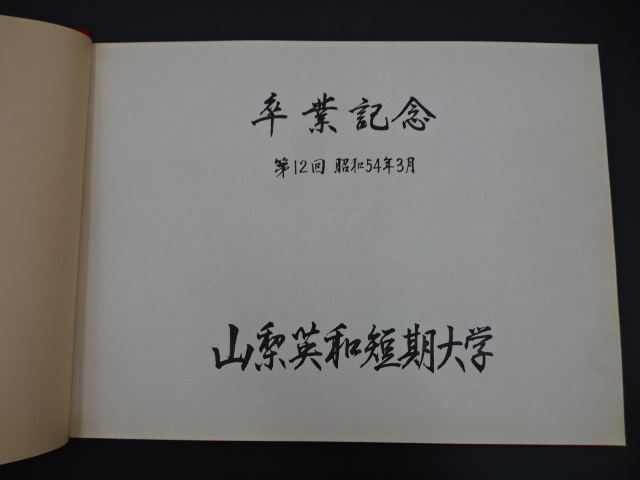 卒業記念
第12回 昭和54年3月
山梨英和短期大学